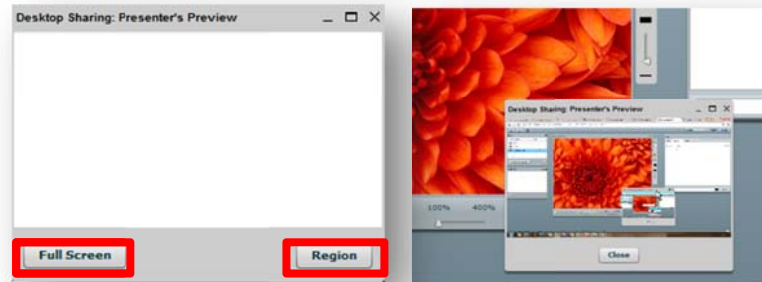 Desktop Sharing: Presenter's Preview
Full Screen
Region
Desktop Sharing: Presenter's Preview
100%
400%
Close